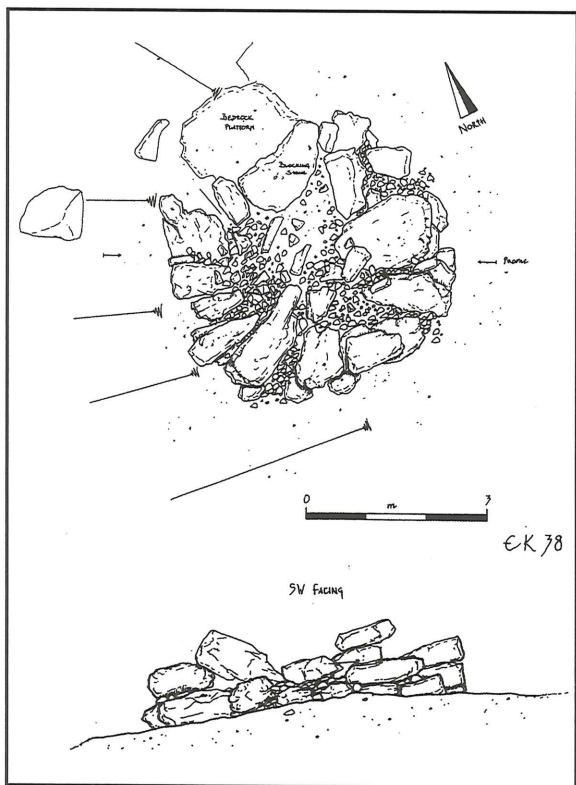 BEDROCK
PLATFORM
BLOCKING
STONE
NORTH
PROFILE
0 m 3
EK 38
SW FACING